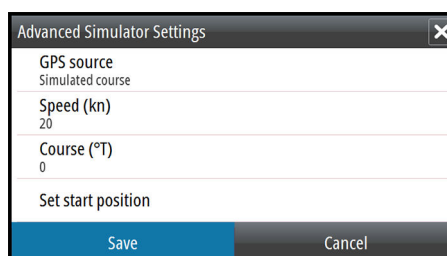 Advanced Simulator Settings
GPS source
Simulated course
Speed (kn)
20
Course (°T)
0
Set start position
Save Cancel